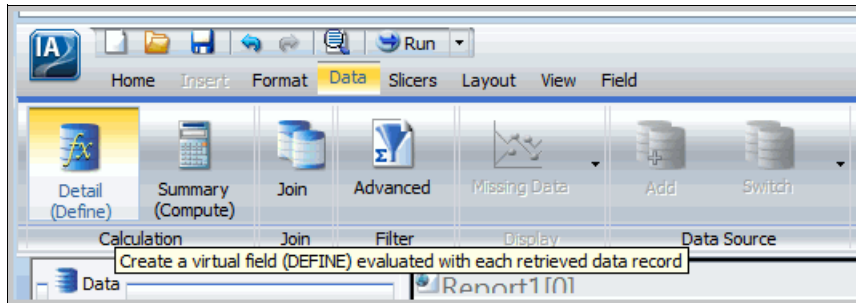 IA
Run
Home Insert Format Data Slicers Layout View Field
fx
Σ
Detail
(Define)
Summary
(Compute)
Join
Advanced
Missing Data
Add
Switch
Calculation Join Filter Display Data Source
Create a virtual field (DEFINE) evaluated with each retrieved data record
Data
Report1[0]